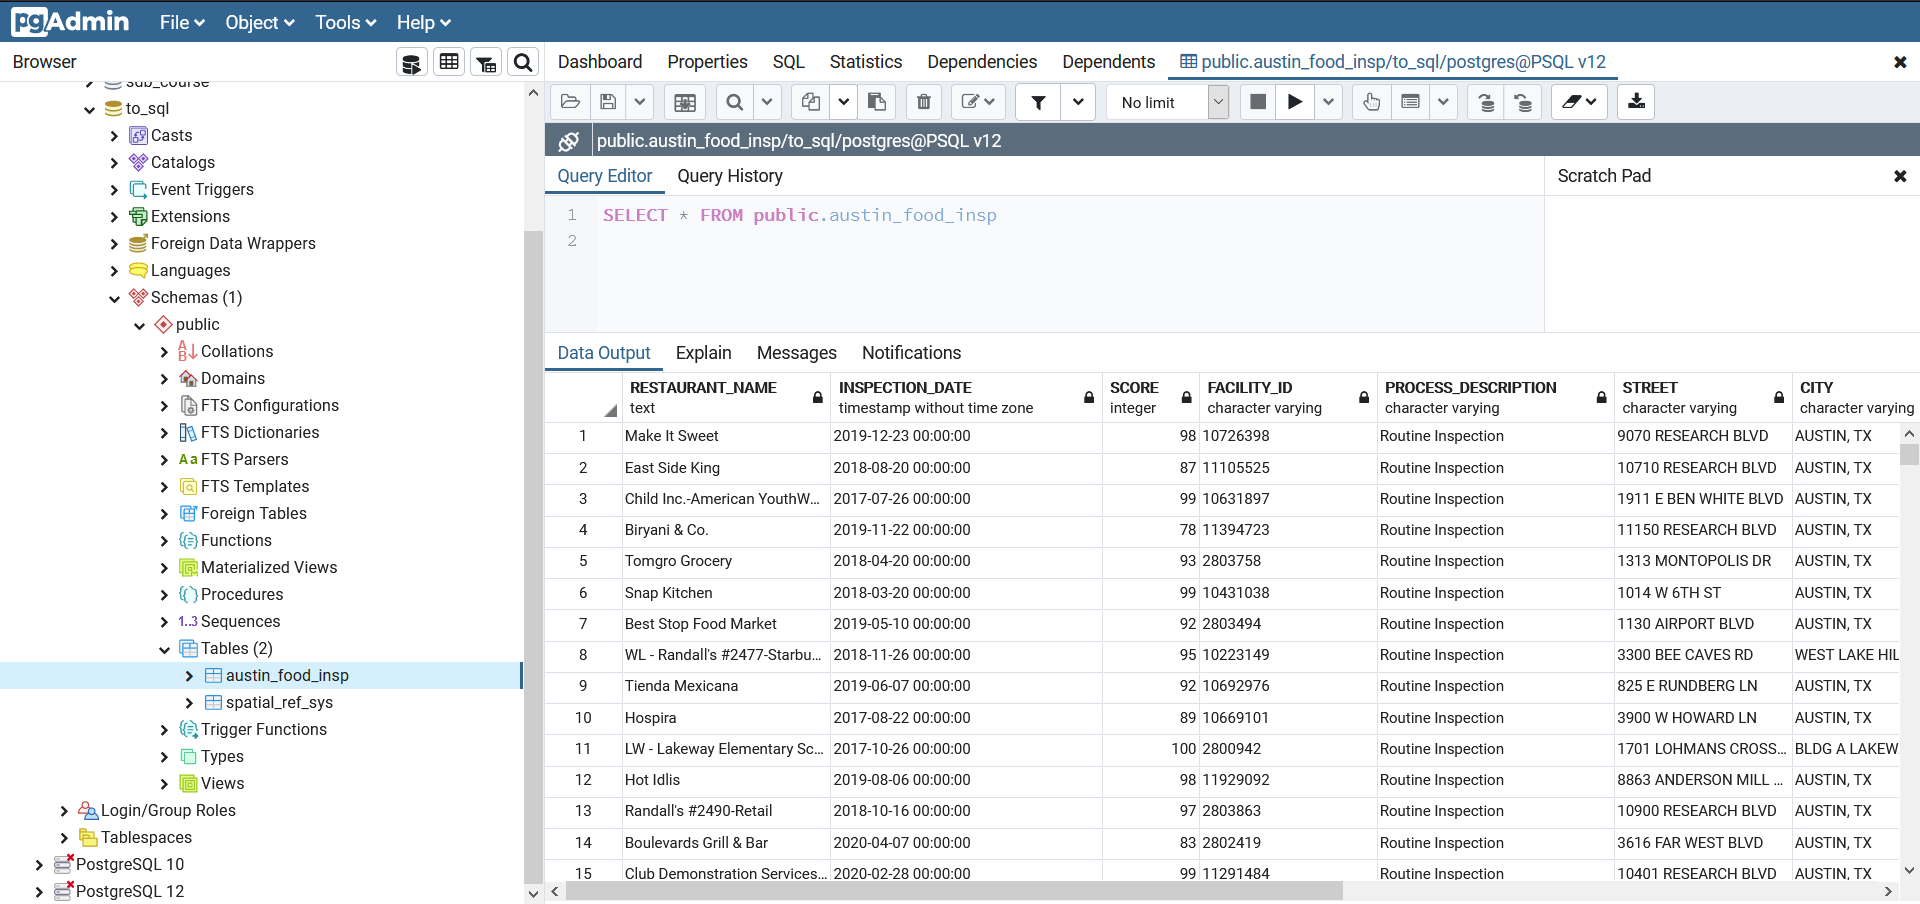 pgAdmin File Object Tools Help
Browser
Dashboard Properties SQL Statistics Dependencies Dependents public.austin_food_insp/to_sql/postgres@PSQL v12
sdb_course
to_sql
Casts
Catalogs
Event Triggers
Extensions
Foreign Data Wrappers
Languages
Schemas (1)
public
Collations
Domains
FTS Configurations
FTS Dictionaries
FTS Parsers
FTS Templates
Foreign Tables
Functions
Materialized Views
Procedures
1..3 Sequences
Tables (2)
austin_food_insp
spatial_ref_sys
Trigger Functions
Types
Views
Login/Group Roles
Tablespaces
PostgreSQL 10
PostgreSQL 12
No limit
public.austin_food_insp/to_sql/postgres@PSQL v12
Query Editor Query History
Scratch Pad
1 SELECT * FROM public.austin_food_insp
2
Data Output Explain Messages Notifications
RESTAURANT_NAME INSPECTION_DATE SCORE FACILITY_ID PROCESS_DESCRIPTION STREET CITY
text timestamp without time zone integer character varying character varying character varying character varying
1 Make It Sweet 2019-12-23 00:00:00 98 10726398 Routine Inspection 9070 RESEARCH BLVD AUSTIN, TX
2 East Side King 2018-08-20 00:00:00 87 11105525 Routine Inspection 10710 RESEARCH BLVD AUSTIN, TX
3 Child Inc.-American YouthW... 2017-07-26 00:00:00 99 10631897 Routine Inspection 1911 E BEN WHITE BLVD AUSTIN, TX
4 Biryani & Co. 2019-11-22 00:00:00 78 11394723 Routine Inspection 11150 RESEARCH BLVD AUSTIN, TX
5 Tomgro Grocery 2018-04-20 00:00:00 93 2803758 Routine Inspection 1313 MONTOPOLIS DR AUSTIN, TX
6 Snap Kitchen 2018-03-20 00:00:00 99 10431038 Routine Inspection 1014 W 6TH ST AUSTIN, TX
7 Best Stop Food Market 2019-05-10 00:00:00 92 2803494 Routine Inspection 1130 AIRPORT BLVD AUSTIN, TX
8 WL - Randall's #2477-Starbu... 2018-11-26 00:00:00 95 10223149 Routine Inspection 3300 BEE CAVES RD WEST LAKE HIL
9 Tienda Mexicana 2019-06-07 00:00:00 92 10692976 Routine Inspection 825 E RUNDBERG LN AUSTIN, TX
10 Hospira 2017-08-22 00:00:00 89 10669101 Routine Inspection 3900 W HOWARD LN AUSTIN, TX
11 LW - Lakeway Elementary Sc... 2017-10-26 00:00:00 100 2800942 Routine Inspection 1701 LOHMANS CROSS... BLDG A LAKEW
12 Hot Idlis 2019-08-06 00:00:00 98 11929092 Routine Inspection 8863 ANDERSON MILL ... AUSTIN, TX
13 Randall's #2490-Retail 2018-10-16 00:00:00 97 2803863 Routine Inspection 10900 RESEARCH BLVD AUSTIN, TX
14 Boulevards Grill & Bar 2020-04-07 00:00:00 83 2802419 Routine Inspection 3616 FAR WEST BLVD AUSTIN, TX
15 Club Demonstration Services... 2020-02-28 00:00:00 99 11291484 Routine Inspection 10401 RESEARCH BLVD AUSTIN, TX